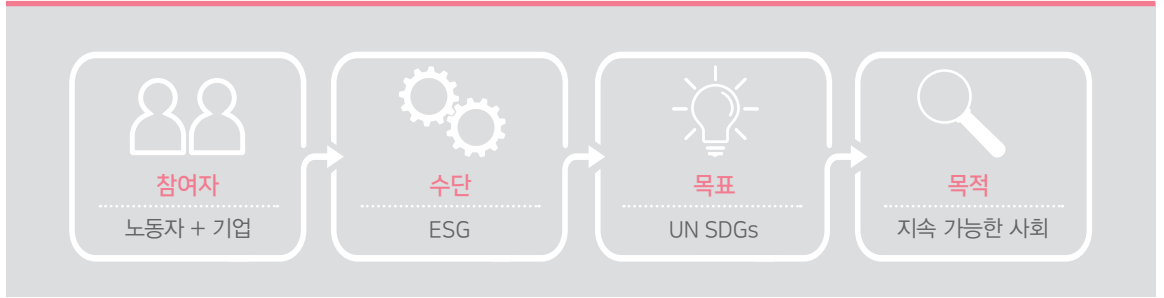 참여자
노동자 + 기업
수단
ESG
목표
UN SDGs
목적
지속 가능한 사회